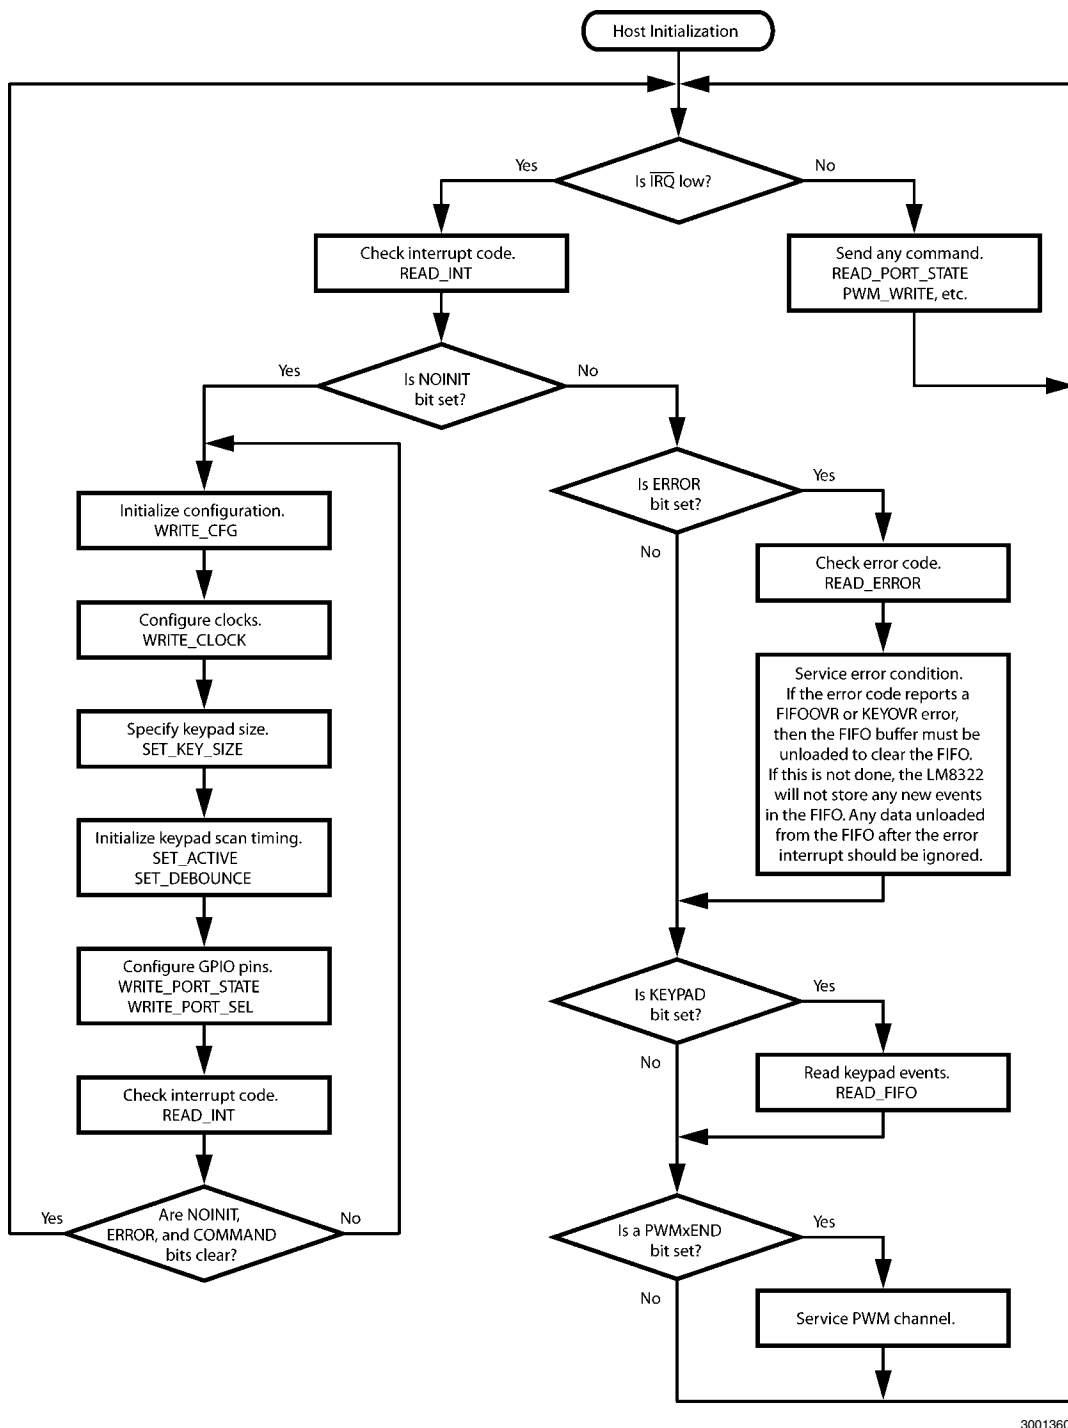 Host Initialization
Yes
No
Is IRQ low?
Check interrupt code.
READ_INT
Send any command.
READ_PORT_STATE
PWM_WRITE, etc.
Yes
No
Is NOINIT
bit set?
Is ERROR
bit set?
Yes
No
Initialize configuration.
WRITE_CFG
Check error code.
READ_ERROR
Configure clocks.
WRITE_CLOCK
Service error condition.
If the error code reports a
FIFOOVR or KEYOVR error,
then the FIFO buffer must be
unloaded to clear the FIFO.
If this is not done, the LM8322
will not store any new events
in the FIFO. Any data unloaded
from the FIFO after the error
interrupt should be ignored.
Specify keypad size.
SET_KEY_SIZE
Initialize keypad scan timing.
SET_ACTIVE
SET_DEBOUNCE
Configure GPIO pins.
WRITE_PORT_STATE
WRITE_PORT_SEL
Is KEYPAD
bit set?
Yes
No
Read keypad events.
READ_FIFO
Check interrupt code.
READ_INT
Yes
Are NOINIT,
ERROR, and COMMAND
bits clear?
No
Is a PWMxEND
bit set?
Yes
No
Service PWM channel.
3001360